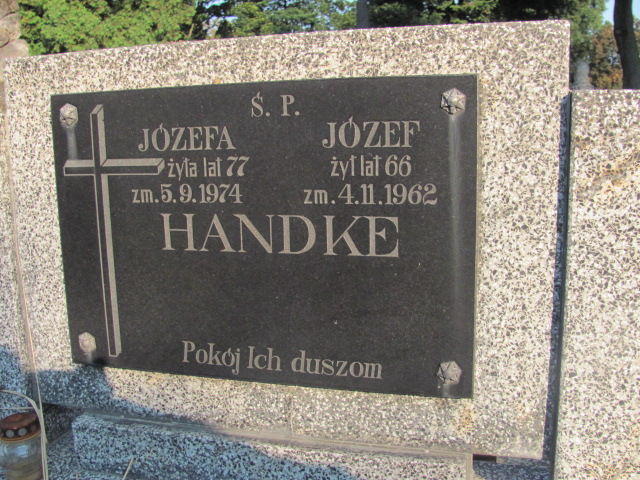 Ś. P.
JÓZEFA
żyła lat 77
zm. 5.9.1974
JÓZEF
żył lat 66
zm. 4.11.1962
HANDKE
Pokój Ich duszom